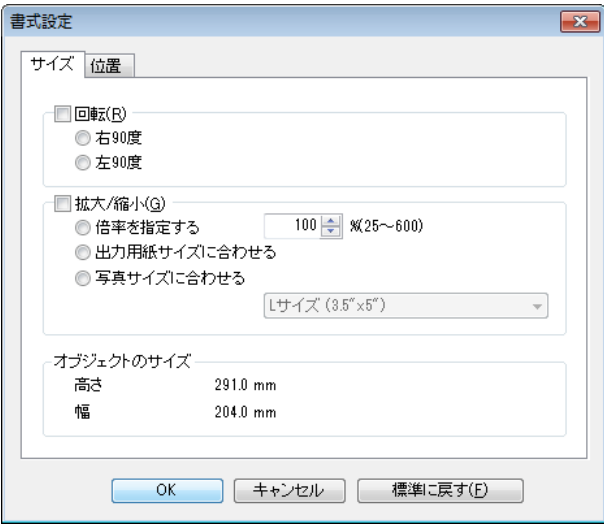 書式設定
サイズ 位置
回転(R)
右90度
左90度
拡大/縮小(G)
倍率を指定する 100 %(25～600)
出力用紙サイズに合わせる
写真サイズに合わせる
Lサイズ (3.5"x5")
オブジェクトのサイズ
高さ 291.0 mm
幅 204.0 mm
OK キャンセル 標準に戻す(F)